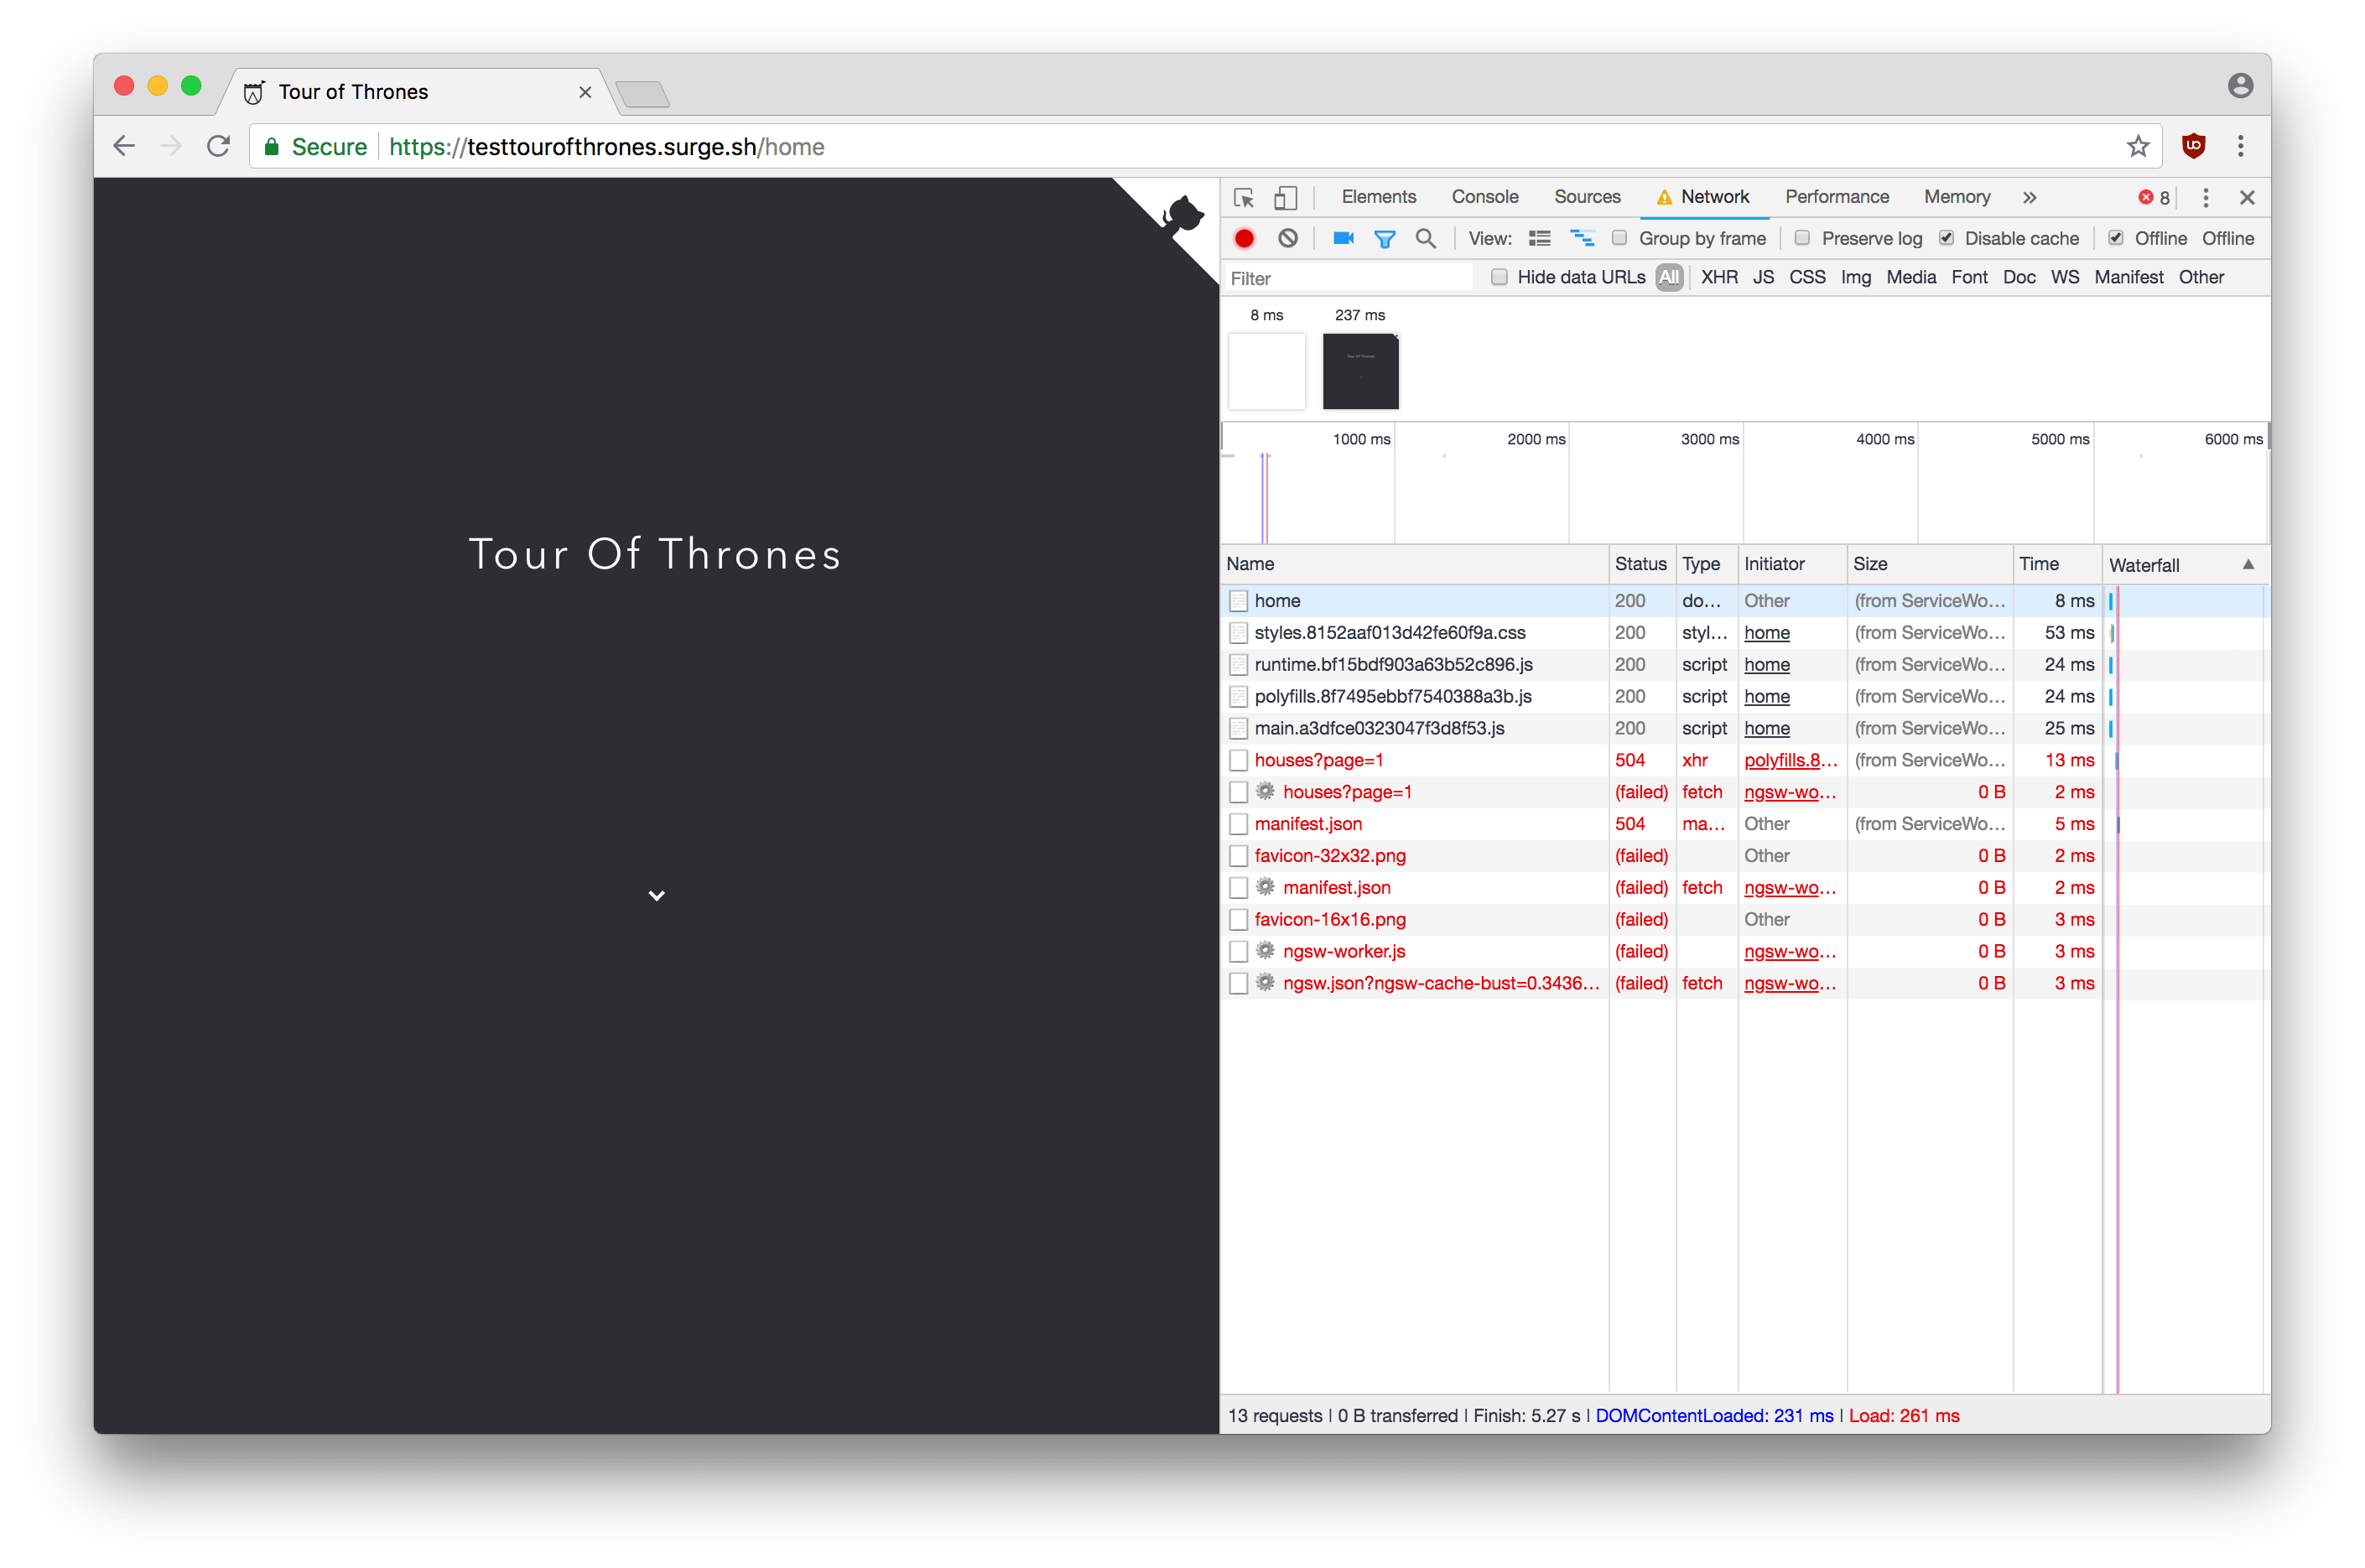 Tour of Thrones
Secure https://testtourofthrones.surge.sh/home
Tour Of Thrones
Elements Console Sources Network Performance Memory » 8
View: Group by frame Preserve log Disable cache Offline Offline
Filter Hide data URLs All XHR JS CSS Img Media Font Doc WS Manifest Other
8 ms 237 ms
Tour Of Thrones
1000 ms 2000 ms 3000 ms 4000 ms 5000 ms 6000 ms
Name Status Type Initiator Size Time Waterfall
home 200 do... Other (from ServiceWo... 8 ms
styles.8152aaf013d42fe60f9a.css 200 styl... home (from ServiceWo... 53 ms
runtime.bf15bdf903a63b52c896.js 200 script home (from ServiceWo... 24 ms
polyfills.8f7495ebbf7540388a3b.js 200 script home (from ServiceWo... 24 ms
main.a3dfce0323047f3d8f53.js 200 script home (from ServiceWo... 25 ms
houses?page=1 504 xhr polyfills.8... (from ServiceWo... 13 ms
houses?page=1 (failed) fetch ngsw-wo... 0 B 2 ms
manifest.json 504 ma... Other (from ServiceWo... 5 ms
favicon-32x32.png (failed) Other 0 B 2 ms
manifest.json (failed) fetch ngsw-wo... 0 B 2 ms
favicon-16x16.png (failed) Other 0 B 3 ms
ngsw-worker.js (failed) ngsw-wo... 0 B 3 ms
ngsw.json?ngsw-cache-bust=0.3436... (failed) fetch ngsw-wo... 0 B 3 ms
13 requests | 0 B transferred | Finish: 5.27 s | DOMContentLoaded: 231 ms | Load: 261 ms